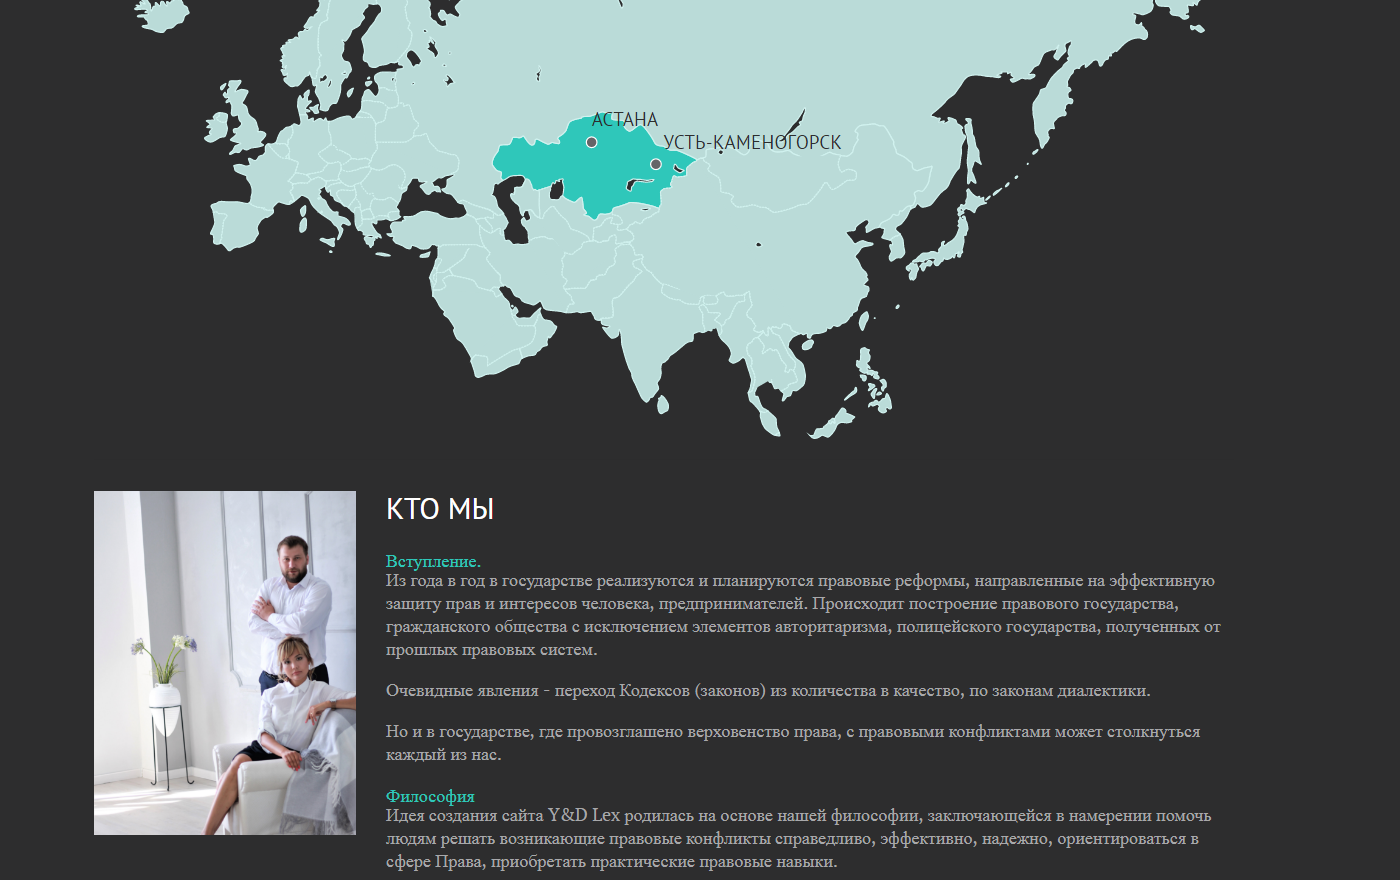 АСТАНА
УСТЬ-КАМЕНОГОРСК
КТО МЫ
Вступление.
Из года в год в государстве реализуются и планируются правовые реформы, направленные на эффективную
защиту прав и интересов человека, предпринимателей. Происходит построение правового государства,
гражданского общества с исключением элементов авторитаризма, полицейского государства, полученных от
прошлых правовых систем.
Очевидные явления - переход Кодексов (законов) из количества в качество, по законам диалектики.
Но и в государстве, где провозглашено верховенство права, с правовыми конфликтами может столкнуться
каждый из нас.
Философия
Идея создания сайта Y&D Lex родилась на основе нашей философии, заключающейся в намерении помочь
людям решать возникающие правовые конфликты справедливо, эффективно, надежно, ориентироваться в
сфере Права, приобретать практические правовые навыки.